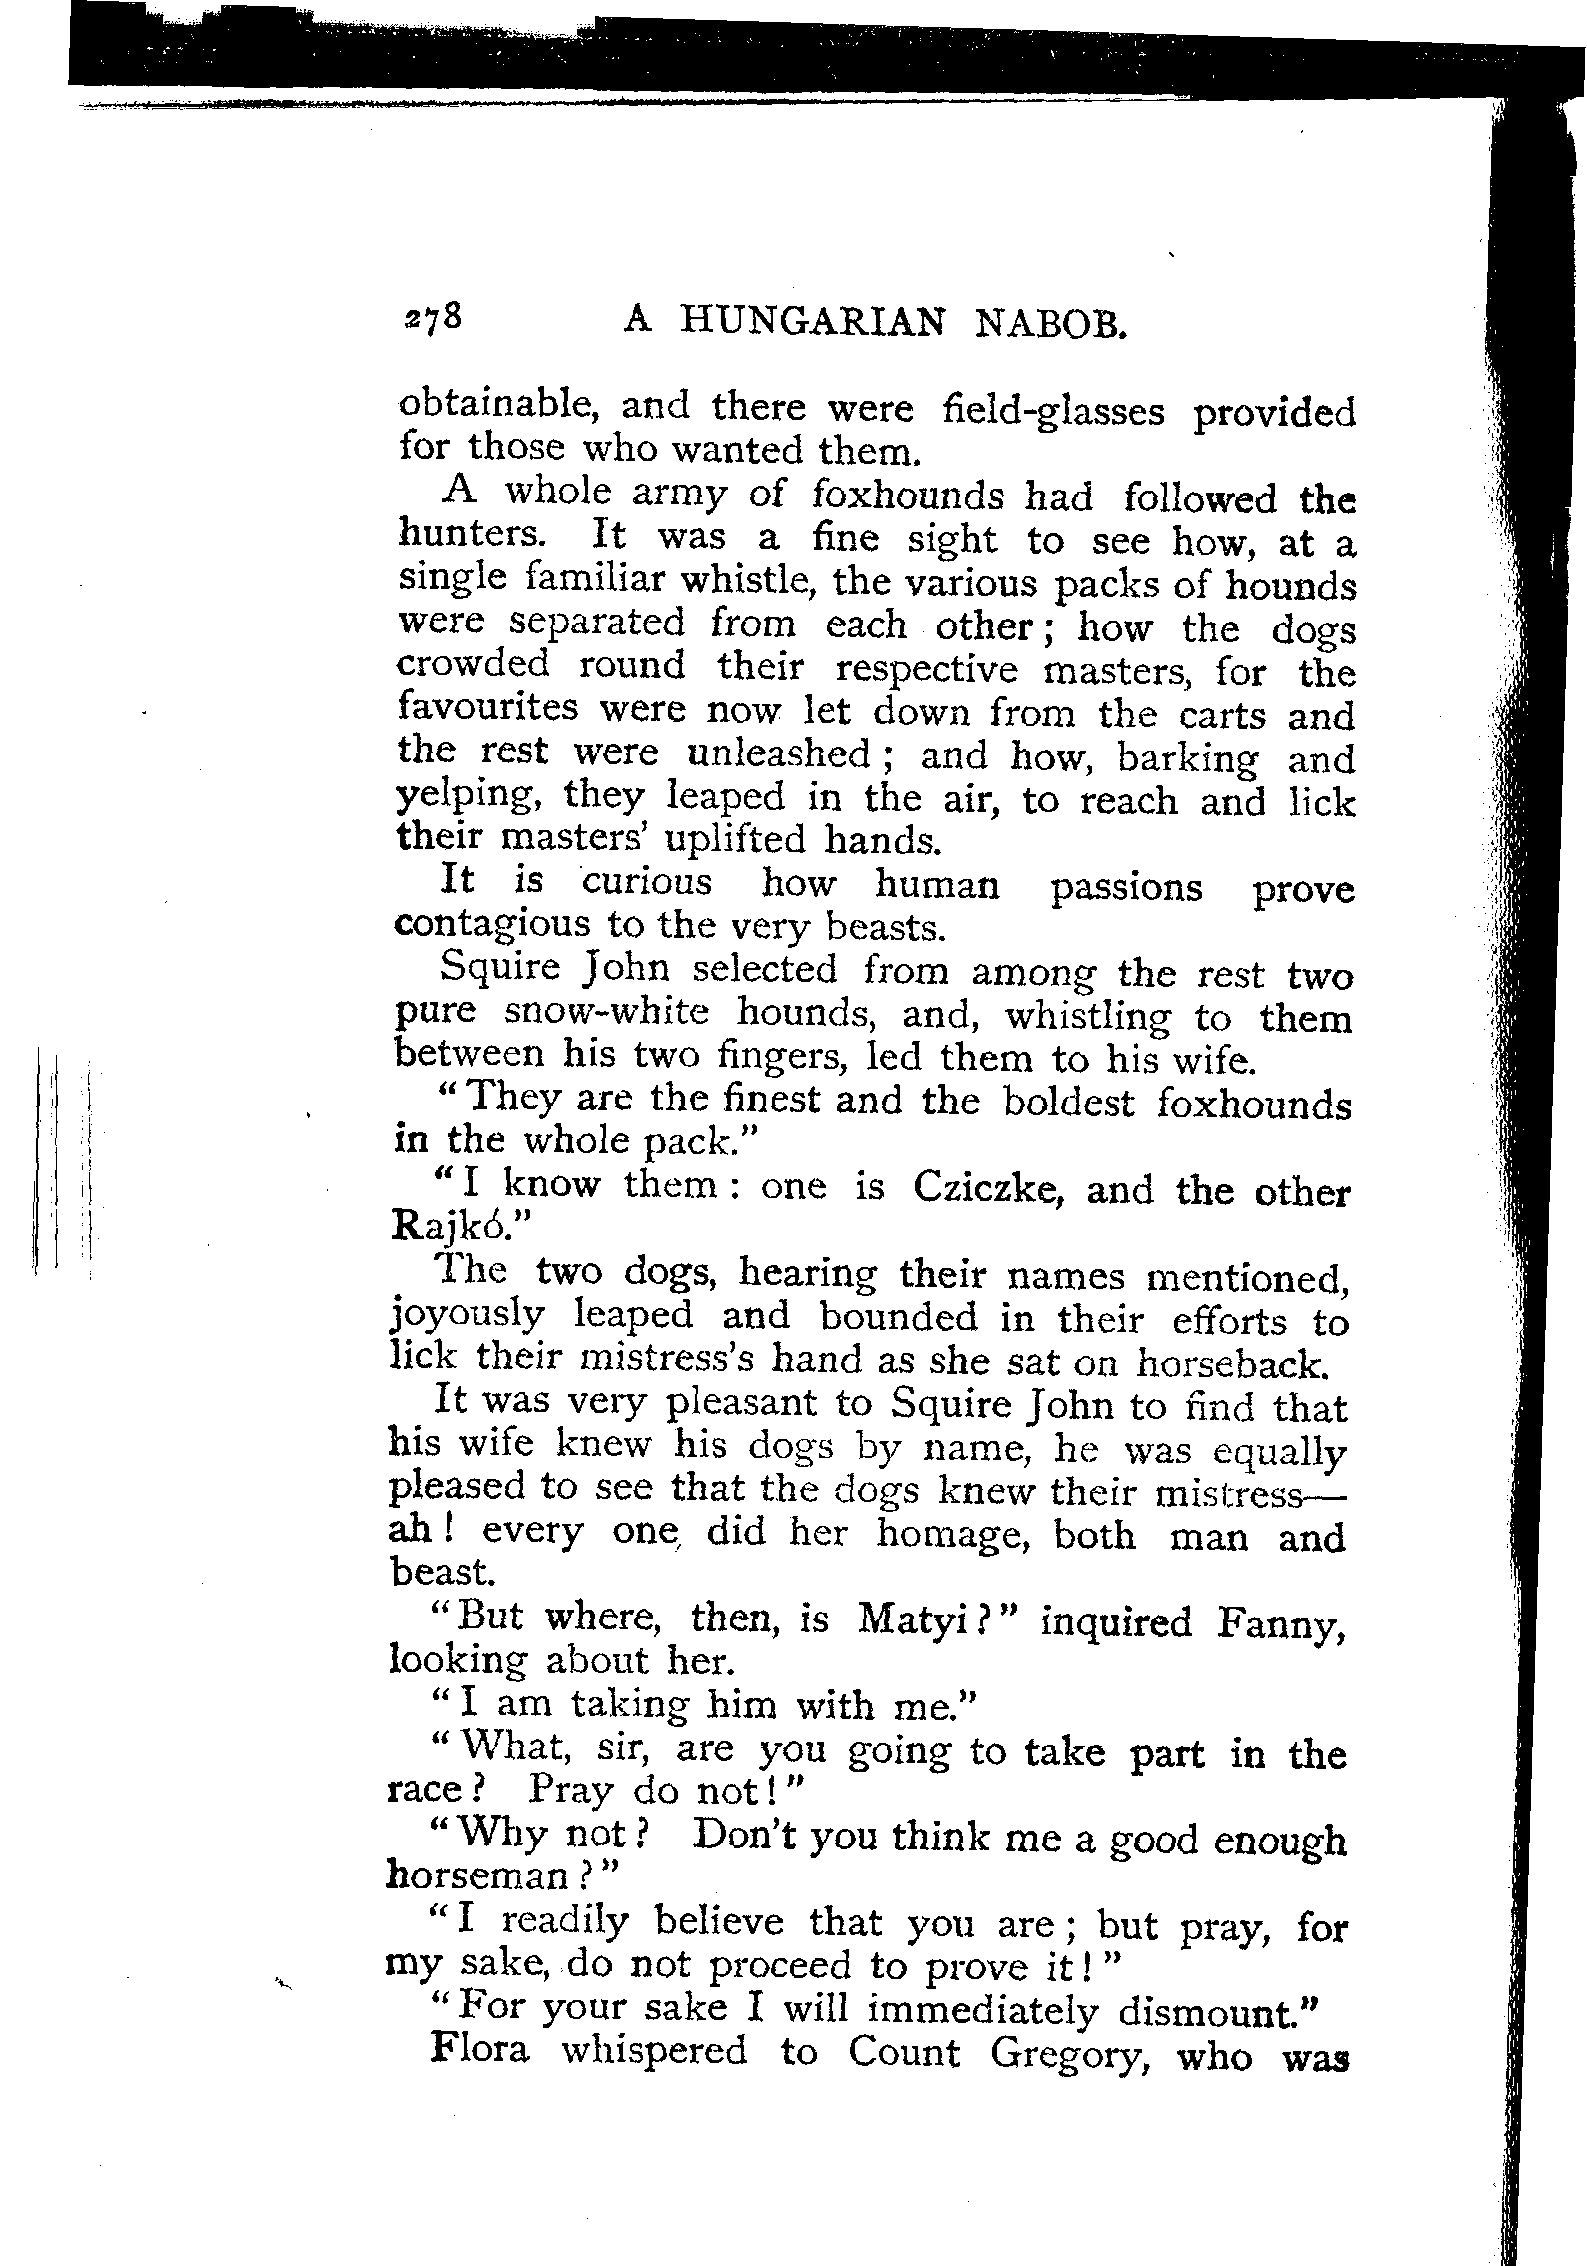 278 A HUNGARIAN NABOB.
obtainable, and there were field-glasses provided
for those who wanted them.
A whole army of foxhounds had followed the
hunters. It was a fine sight to see how, at a
single familiar whistle, the various packs of hounds
were separated from each other; how the dogs
crowded round their respective masters, for the
favourites were now let down from the carts and
the rest were unleashed; and how, barking and
yelping, they leaped in the air, to reach and lick
their masters' uplifted hands.
It is curious how human passions prove
contagious to the very beasts.
Squire John selected from among the rest two
pure snow-white hounds, and, whistling to them
between his two fingers, led them to his wife.
"They are the finest and the boldest foxhounds
in the whole pack."
"I know them: one is Cziczke, and the other
Rajkó."
The two dogs, hearing their names mentioned,
joyously leaped and bounded in their efforts to
lick their mistress's hand as she sat on horseback.
It was very pleasant to Squire John to find that
his wife knew his dogs by name, he was equally
pleased to see that the dogs knew their mistress—
ah! every one, did her homage, both man and
beast.
"But where, then, is Matyi?" inquired Fanny,
looking about her.
"I am taking him with me."
"What, sir, are you going to take part in the
race? Pray do not!"
"Why not? Don't you think me a good enough
horseman?"
"I readily believe that you are; but pray, for
my sake, do not proceed to prove it!"
"For your sake I will immediately dismount."
Flora whispered to Count Gregory, who was